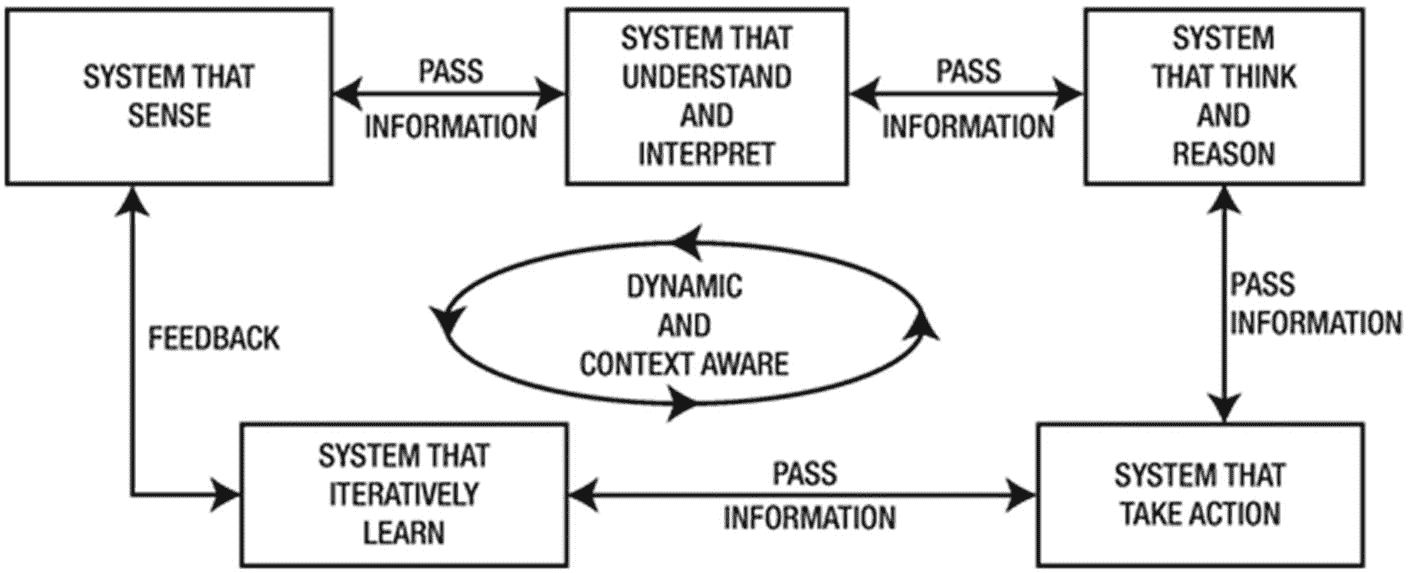 SYSTEM THAT
SENSE
PASS
INFORMATION
SYSTEM THAT
UNDERSTAND
AND
INTERPRET
PASS
INFORMATION
SYSTEM
THAT THINK
AND
REASON
PASS
INFORMATION
DYNAMIC
AND
CONTEXT AWARE
FEEDBACK
SYSTEM THAT
ITERATIVELY
LEARN
PASS
INFORMATION
SYSTEM THAT
TAKE ACTION